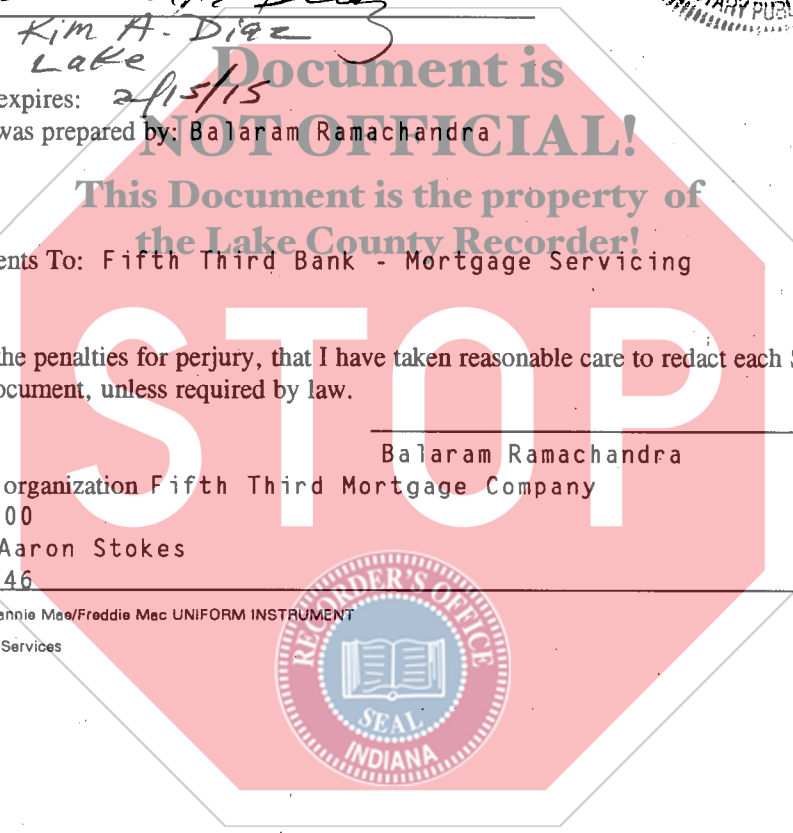 NOTARY PUBL
Kim A. Diaz
Lake
Document is
expires: 2/15/15
was prepared by: Balaram Ramachandra
NOT OFFICIAL!
This Document is the property of
the Lake County Recorder!
ents To: Fifth Third Bank - Mortgage Servicing
STOP
the penalties for perjury, that I have taken reasonable care to redact each S
ocument, unless required by law.
Balaram Ramachandra
organization Fifth Third Mortgage Company
00
Aaron Stokes
46
annie Mae/Freddie Mac UNIFORM INSTRUMENT
Services
RECORDER'S OFFICE
SEAL
INDIANA